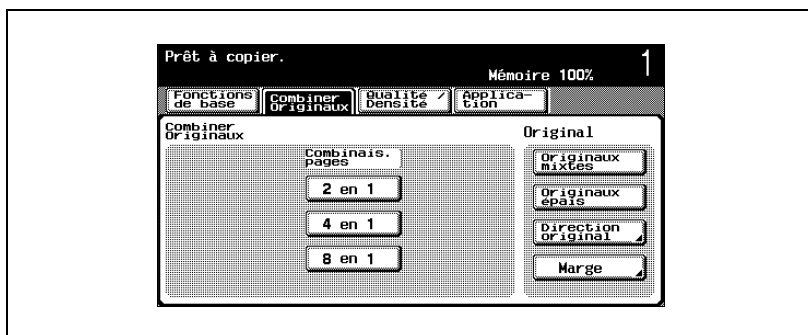 Prêt à copier.
Mémoire 100%
1
Fonctions
de base
Combiner
Originaux
Qualité /
Densité
Applica-
tion
Combiner
Originaux
Combinais.
pages
2 en 1
4 en 1
8 en 1
Original
Originaux
mixtes
Originaux
épais
Direction
original
Marge